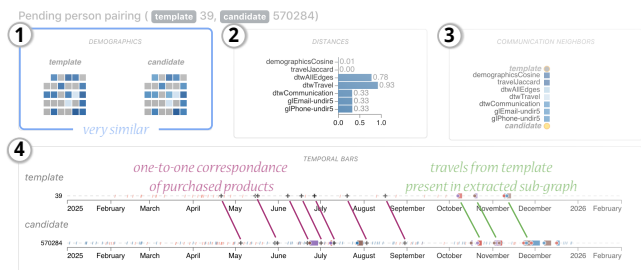 Pending person pairing ( template 39, candidate 570284)
1
DEMOGRAPHICS
template
candidate
very similar
2
DISTANCES
demographicsCosine 0.01
travelJaccard 0.00
dtwAllEdges 0.78
dtwTravel 0.93
dtwCommunication 0.33
glEmail-undir5 0.33
glPhone-undir5 0.33
0.0 0.5 1.0
3
COMMUNICATION NEIGHBORS
template
demographicsCosine
travelJaccard
dtwAllEdges
dtwTravel
dtwCommunication
glEmail-undir5
glPhone-undir5
candidate
4
TEMPORAL BARS
one-to-one correspondance
of purchased products
travels from template
present in extracted sub-graph
template
39
2025 February March April May June July August September October November December 2026 February
candidate
570284
2025 February March April May June July August September October November December 2026 February